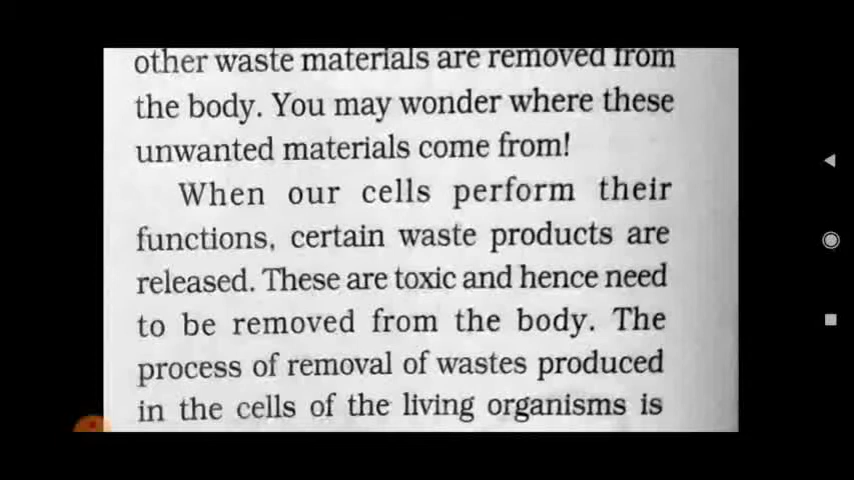 other waste materials are removed from
the body. You may wonder where these
unwanted materials come from!
When our cells perform their
functions, certain waste products are
released. These are toxic and hence need
to be removed from the body. The
process of removal of wastes produced
in the cells of the living organisms is